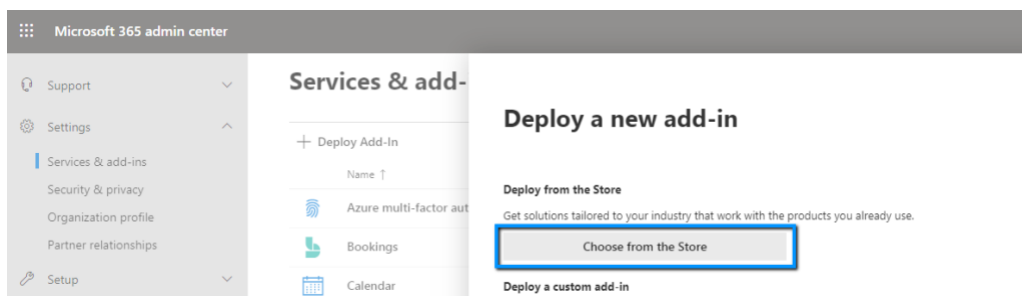 Microsoft 365 admin center
Support
Settings
Services & add-ins
Security & privacy
Organization profile
Partner relationships
Setup
Services & add-
Deploy Add-In
Name ↑
Azure multi-factor aut
Bookings
Calendar
Deploy a new add-in
Deploy from the Store
Get solutions tailored to your industry that work with the products you already use.
Choose from the Store
Deploy a custom add-in